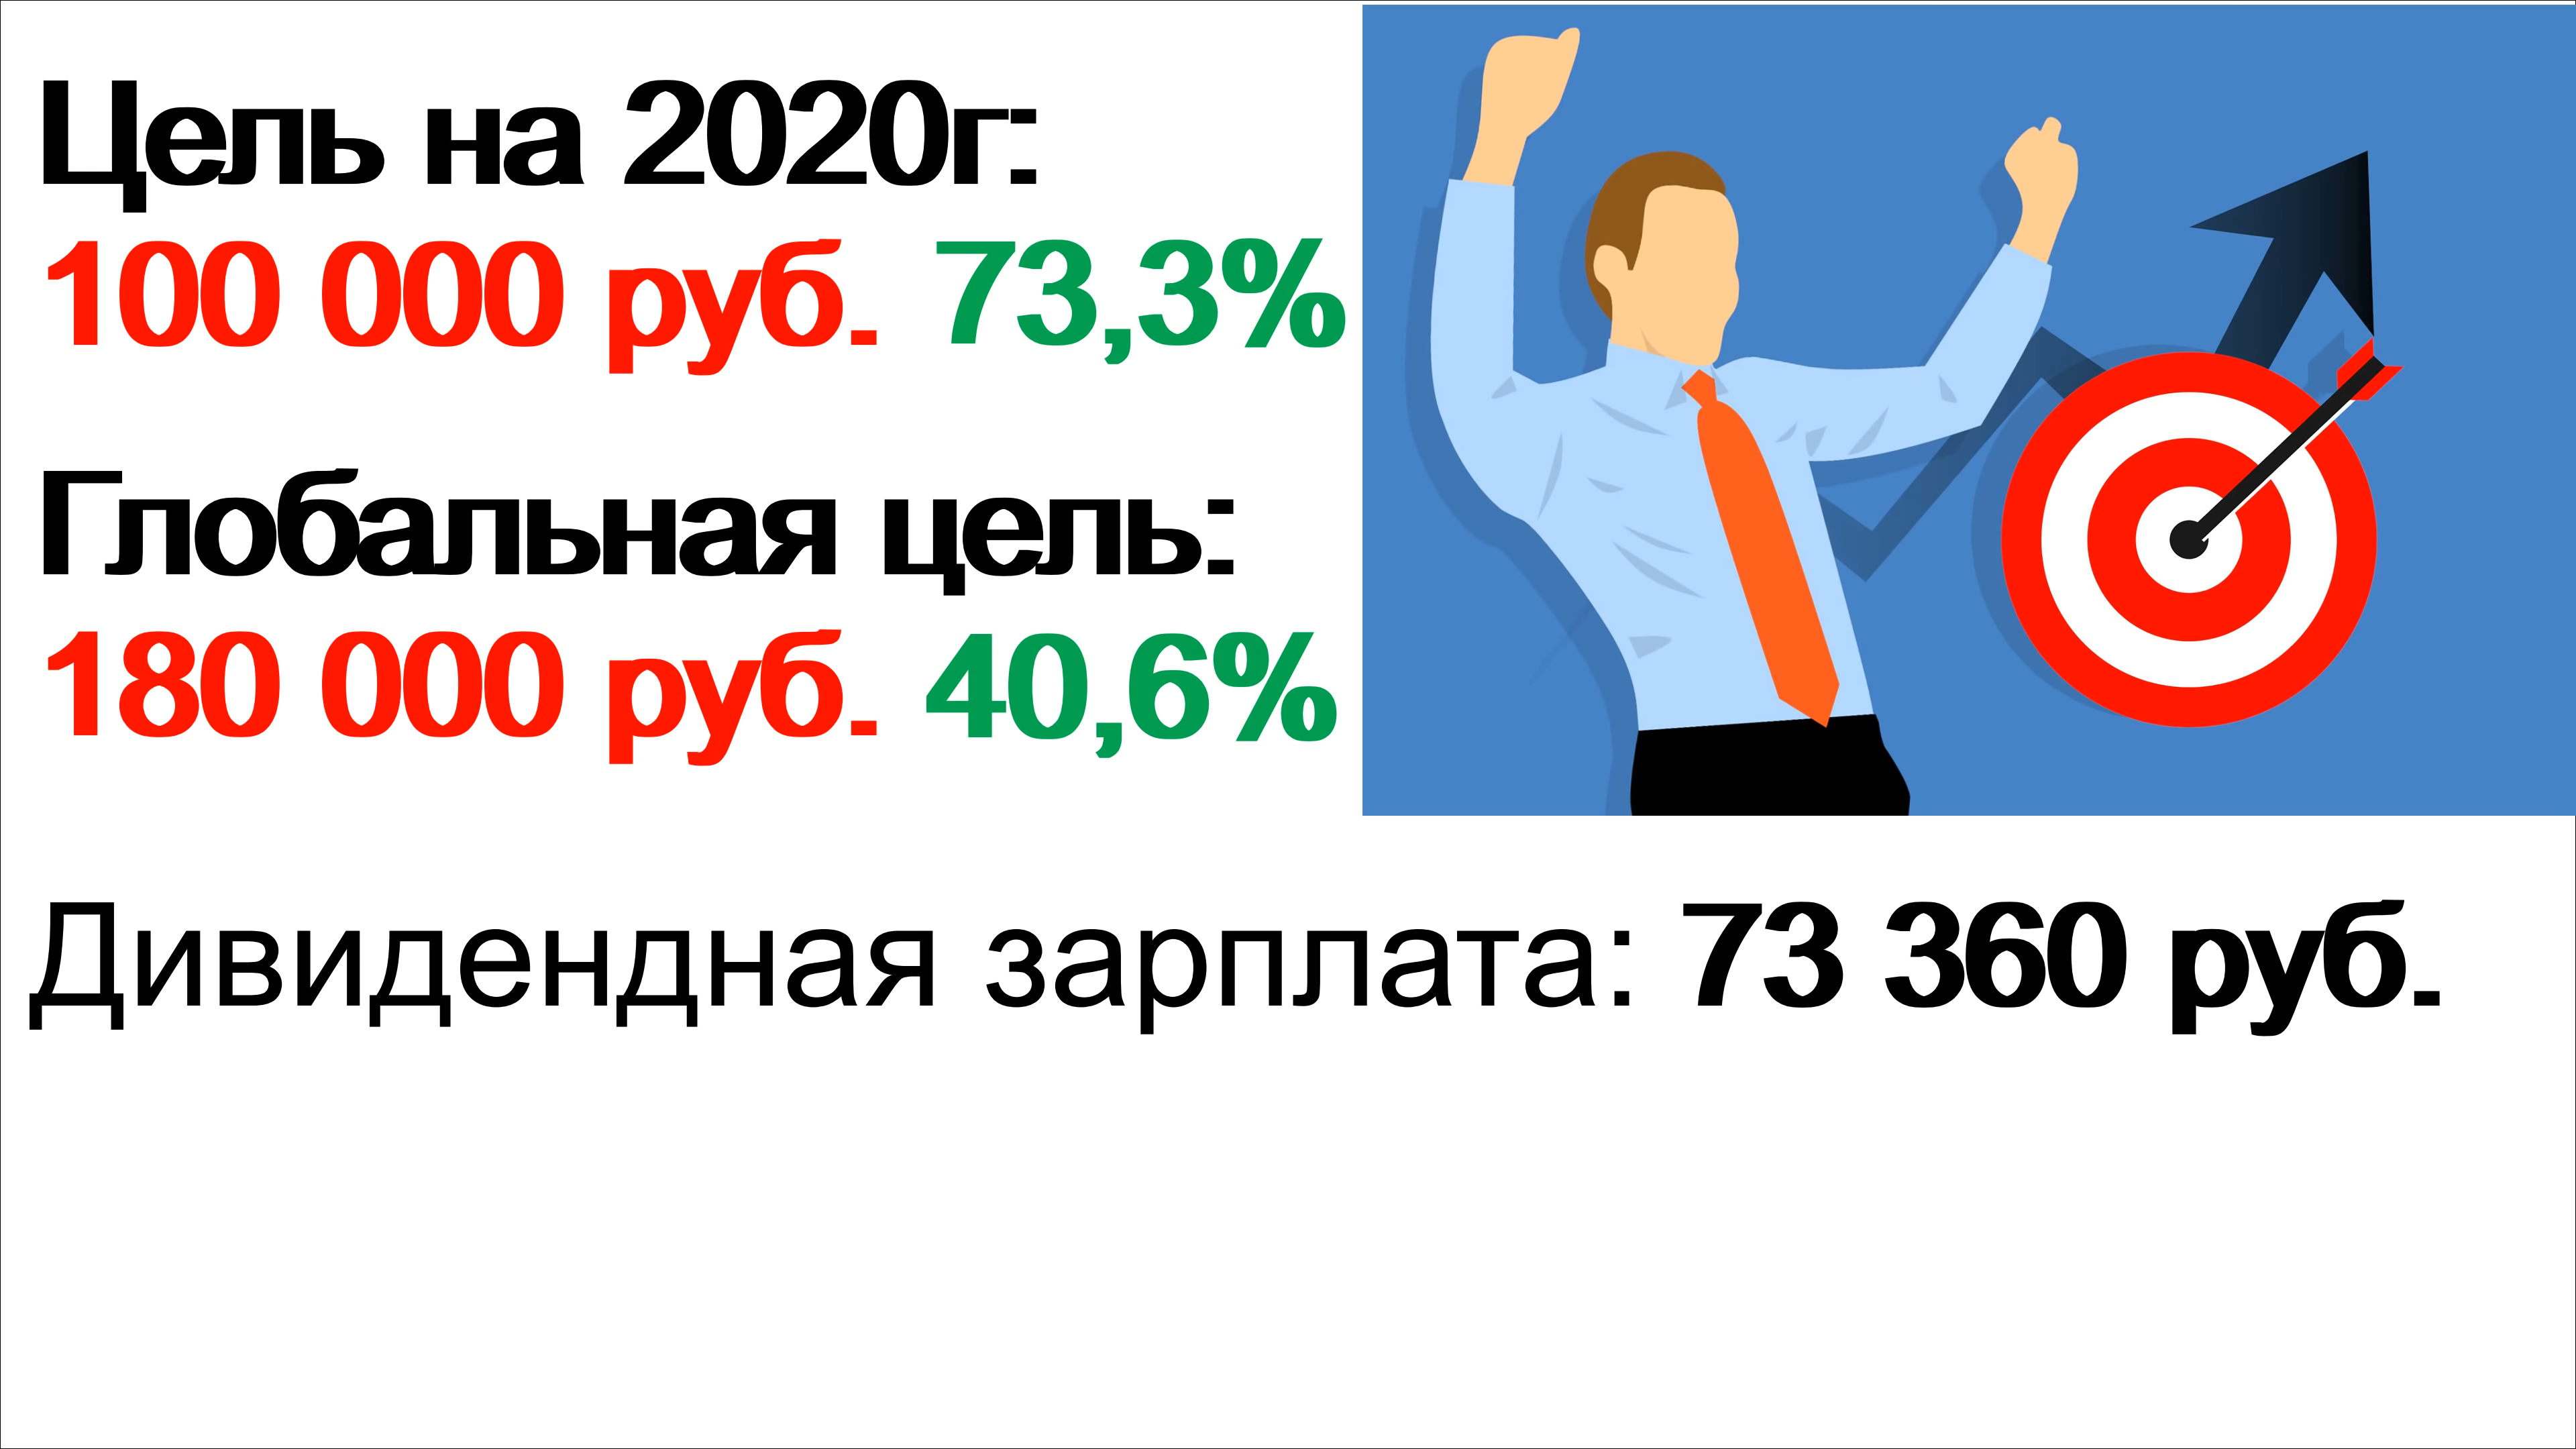 Цель на 2020г:
100 000 руб. 73,3%
Глобальная цель:
180 000 руб. 40,6%
Дивидендная зарплата: 73 360 руб.